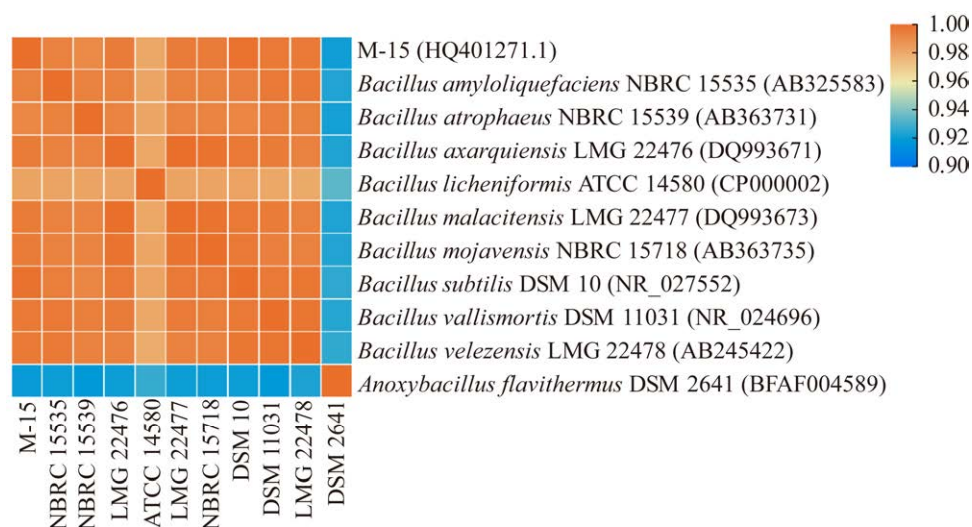 1.00
0.98
0.96
0.94
0.92
0.90
M-15 (HQ401271.1)
Bacillus amyloliquefaciens NBRC 15535 (AB325583)
Bacillus atrophaeus NBRC 15539 (AB363731)
Bacillus axarquiensis LMG 22476 (DQ993671)
Bacillus licheniformis ATCC 14580 (CP000002)
Bacillus malacitensis LMG 22477 (DQ993673)
Bacillus mojavensis NBRC 15718 (AB363735)
Bacillus subtilis DSM 10 (NR_027552)
Bacillus vallismortis DSM 11031 (NR_024696)
Bacillus velezensis LMG 22478 (AB245422)
Anoxybacillus flavithermus DSM 2641 (BFAF004589)
M-15
NBRC 15535
NBRC 15539
LMG 22476
ATCC 14580
LMG 22477
NBRC 15718
DSM 10
DSM 11031
LMG 22478
DSM 2641